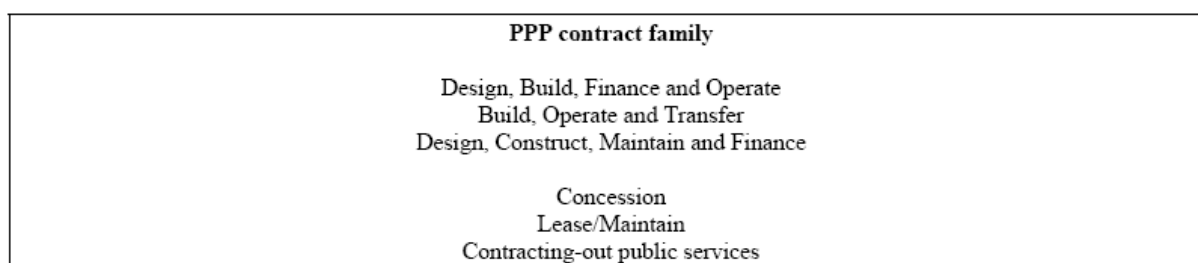 PPP contract family
Design, Build, Finance and Operate
Build, Operate and Transfer
Design, Construct, Maintain and Finance
Concession
Lease/Maintain
Contracting-out public services